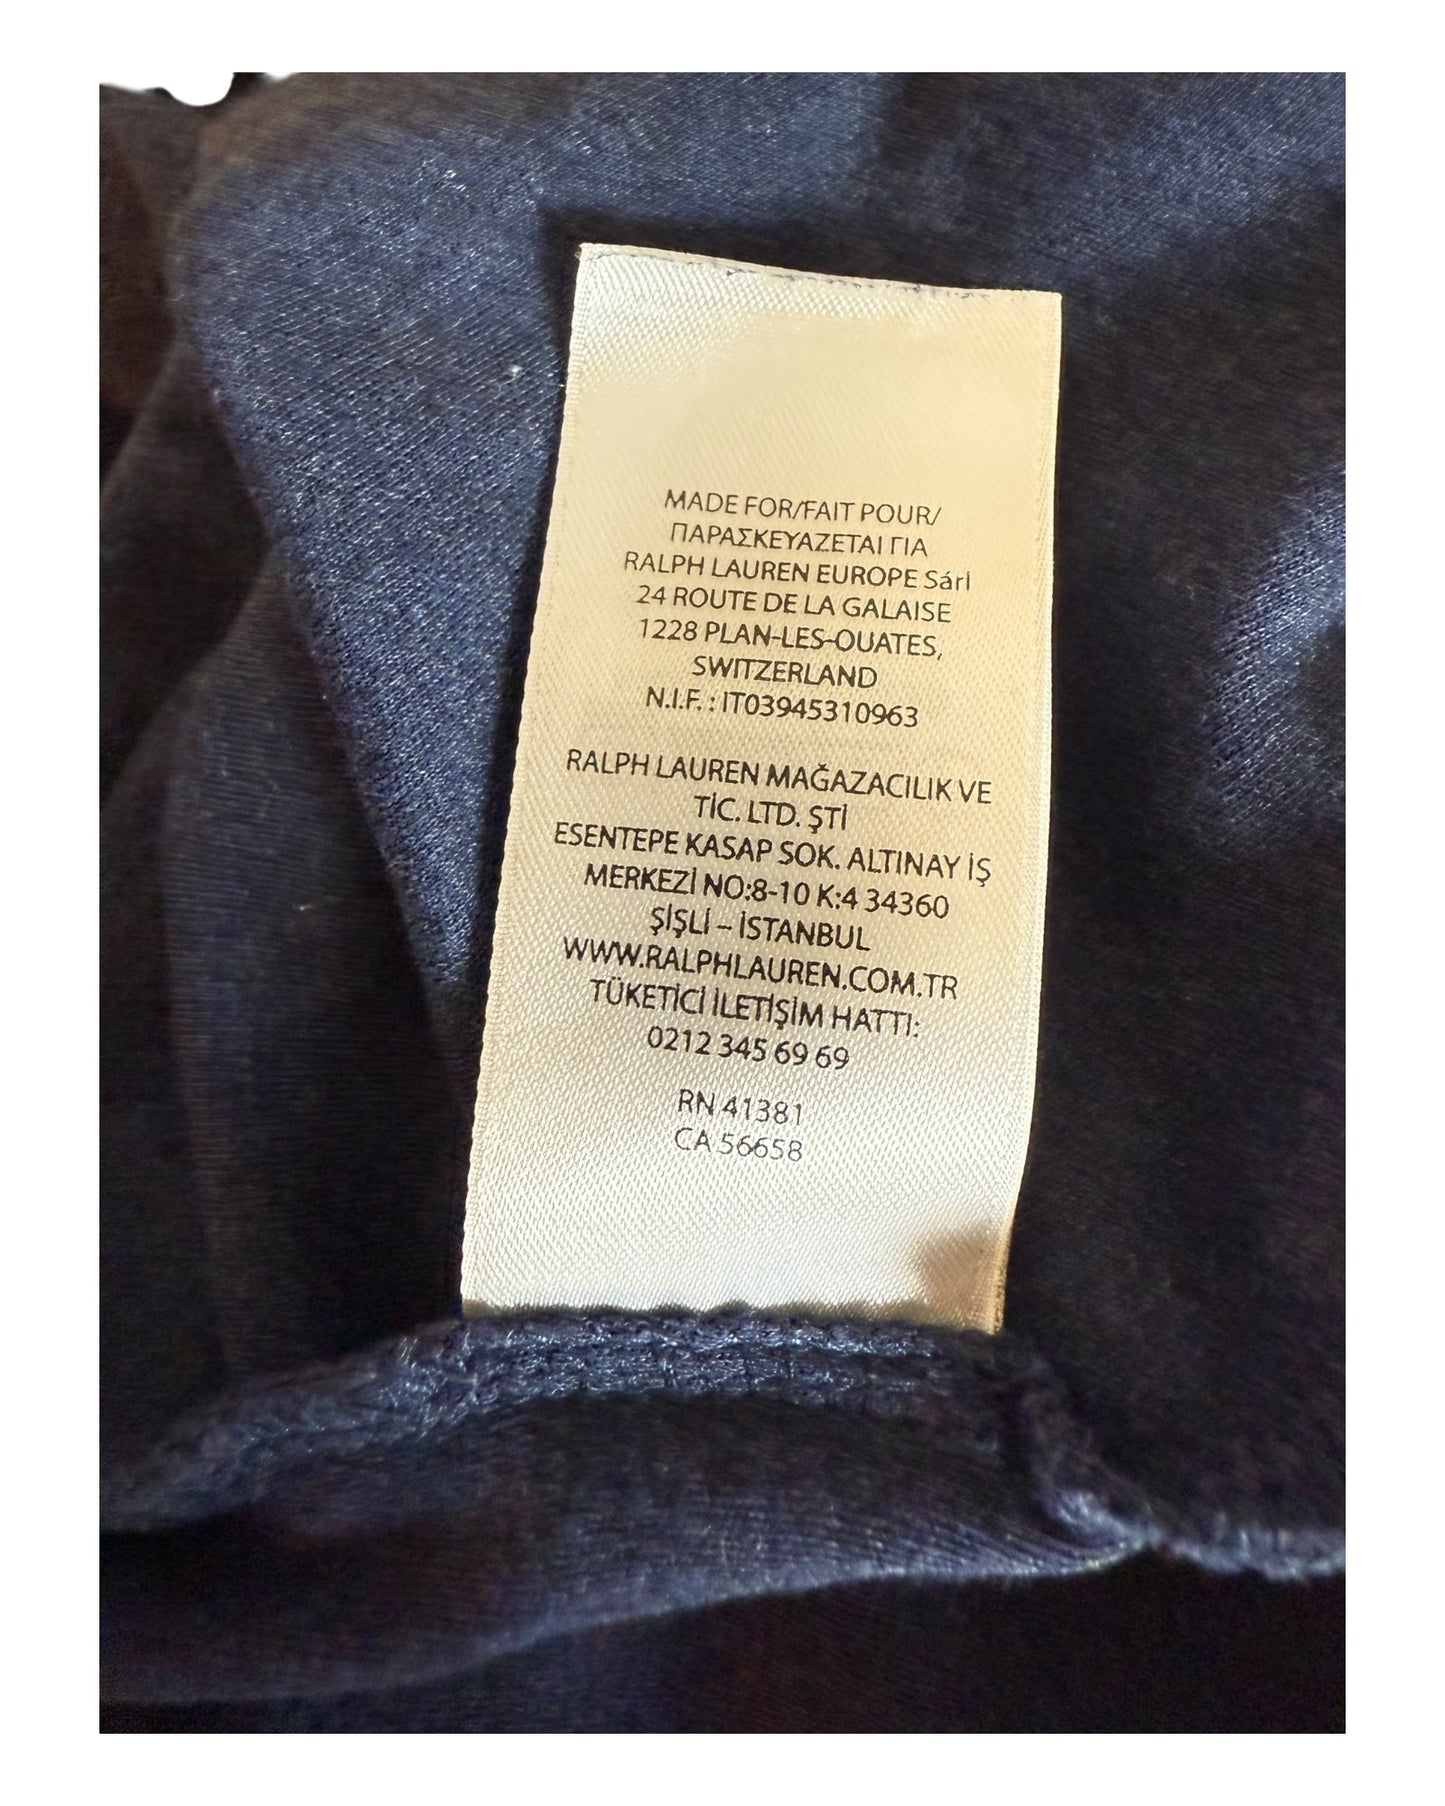 MADE FOR/FAIT POUR/
ΠΑΡΑΣΚΕΥΑΖΕΤΑΙ ΓΙΑ
RALPH LAUREN EUROPE Sárl
24 ROUTE DE LA GALAISE
1228 PLAN-LES-OUATES,
SWITZERLAND
N.I.F. : IT03945310963
RALPH LAUREN MAĞAZACILIK VE
TİC. LTD. ŞTİ
ESENTEPE KASAP SOK. ALTINAY İŞ
MERKEZİ NO:8-10 K:4 34360
ŞİŞLİ – İSTANBUL
WWW.RALPHLAUREN.COM.TR
TÜKETİCİ İLETİŞİM HATTI:
0212 345 69 69
RN 41381
CA 56658